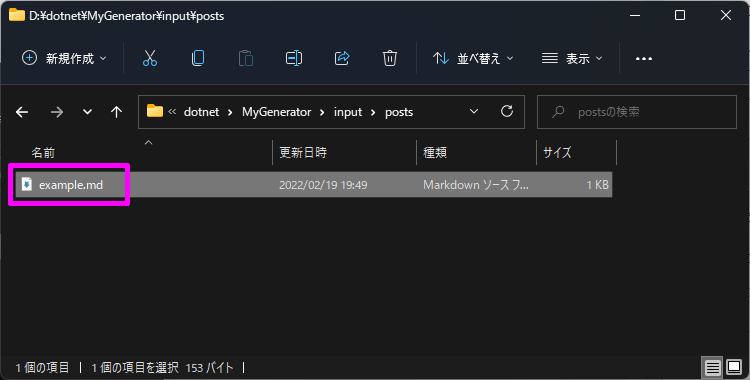 D:¥dotnet¥MyGenerator¥input¥posts
新規作成 並べ替え 表示
dotnet MyGenerator input posts postsの検索
名前 更新日時 種類 サイズ
example.md 2022/02/19 19:49 Markdown ソース フ... 1 KB
1 個の項目 1 個の項目を選択 153 バイト